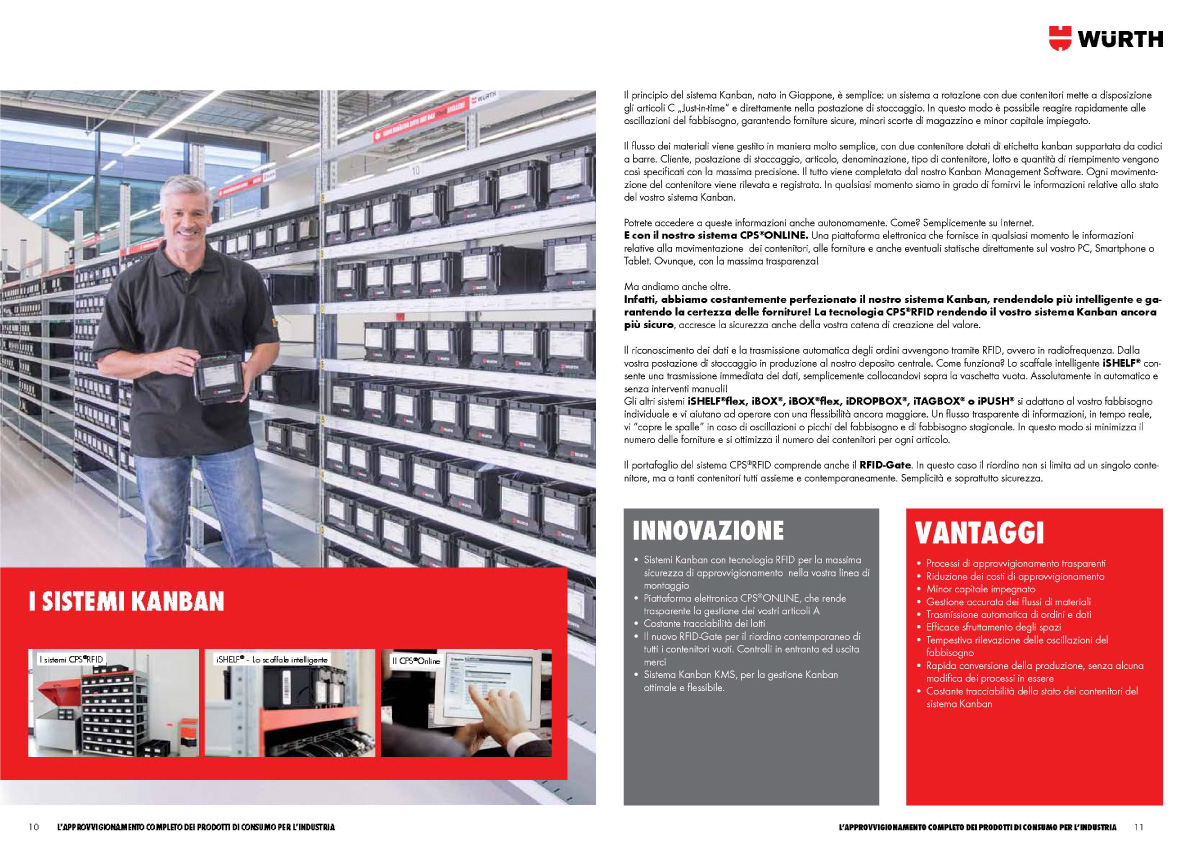 WÜRTH
WÜRTH
10
I SISTEMI KANBAN
I sistemi CPS®RFID
iSHELF® – Lo scaffale intelligente
Il CPS®Online
10 L'APPROVVIGIONAMENTO COMPLETO DEI PRODOTTI DI CONSUMO PER L'INDUSTRIA
Il principio del sistema Kanban, nato in Giappone, è semplice: un sistema a rotazione con due contenitori mette a disposizione
gli articoli C „Just-in-time" e direttamente nella postazione di stoccaggio. In questo modo è possibile reagire rapidamente alle
oscillazioni del fabbisogno, garantendo forniture sicure, minori scorte di magazzino e minor capitale impiegato.
Il flusso dei materiali viene gestito in maniera molto semplice, con due contenitore dotati di etichetta kanban supportata da codici
a barre. Cliente, postazione di stoccaggio, articolo, denominazione, tipo di contenitore, lotto e quantità di riempimento vengono
così specificati con la massima precisione. Il tutto viene completato dal nostro Kanban Management Software. Ogni movimenta-
zione del contenitore viene rilevata e registrata. In qualsiasi momento siamo in grado di fornirvi le informazioni relative allo stato
del vostro sistema Kanban.
Potrete accedere a queste informazioni anche autonomamente. Come? Semplicemente su Internet.
E con il nostro sistema CPS®ONLINE. Una piattaforma elettronica che fornisce in qualsiasi momento le informazioni
relative alla movimentazione dei contenitori, alle forniture e anche eventuali statische direttamente sul vostro PC, Smartphone o
Tablet. Ovunque, con la massima trasparenza!
Ma andiamo anche oltre.
Infatti, abbiamo costantemente perfezionato il nostro sistema Kanban, rendendolo più intelligente e ga-
rantendo la certezza delle forniture! La tecnologia CPS®RFID rendendo il vostro sistema Kanban ancora
più sicuro, accresce la sicurezza anche della vostra catena di creazione del valore.
Il riconoscimento dei dati e la trasmissione automatica degli ordini avvengono tramite RFID, ovvero in radiofrequenza. Dalla
vostra postazione di stoccaggio in produzione al nostro deposito centrale. Come funziona? Lo scaffale intelligente iSHELF® con-
sente una trasmissione immediata dei dati, semplicemente collocandovi sopra la vaschetta vuota. Assolutamente in automatico e
senza interventi manuali!
Gli altri sistemi iSHELF®flex, iBOX®, iBOX®flex, iDROPBOX®, iTAGBOX® o iPUSH® si adattano al vostro fabbisogno
individuale e vi aiutano ad operare con una flessibilità ancora maggiore. Un flusso trasparente di informazioni, in tempo reale,
vi "copre le spalle" in caso di oscillazioni o picchi del fabbisogno e di fabbisogno stagionale. In questo modo si minimizza il
numero delle forniture e si ottimizza il numero dei contenitori per ogni articolo.
Il portafoglio del sistema CPS®RFID comprende anche il RFID-Gate. In questo caso il riordino non si limita ad un singolo conte-
nitore, ma a tanti contenitori tutti assieme e contemporaneamente. Semplicità e soprattutto sicurezza.
INNOVAZIONE
• Sistemi Kanban con tecnologia RFID per la massima
sicurezza di approvvigionamento nella vostra linea di
montaggio
• Piattaforma elettronica CPS®ONLINE, che rende
trasparente la gestione dei vostri articoli A
• Costante tracciabilità dei lotti
• Il nuovo RFID-Gate per il riordino contemporaneo di
tutti i contenitori vuoti. Controlli in entranta ed uscita
merci
• Sistema Kanban KMS, per la gestione Kanban
ottimale e flessibile.
VANTAGGI
• Processi di approvvigionamento trasparenti
• Riduzione dei costi di approvvigionamento
• Minor capitale impegnato
• Gestione accurata dei flussi di materiali
• Trasmissione automatica di ordini e dati
• Efficace sfruttamento degli spazi
• Tempestiva rilevazione delle oscillazioni del
fabbisogno
• Rapida conversione della produzione, senza alcuna
modifica dei processi in essere
• Costante tracciabilità dello stato dei contenitori del
sistema Kanban
L'APPROVVIGIONAMENTO COMPLETO DEI PRODOTTI DI CONSUMO PER L'INDUSTRIA 11